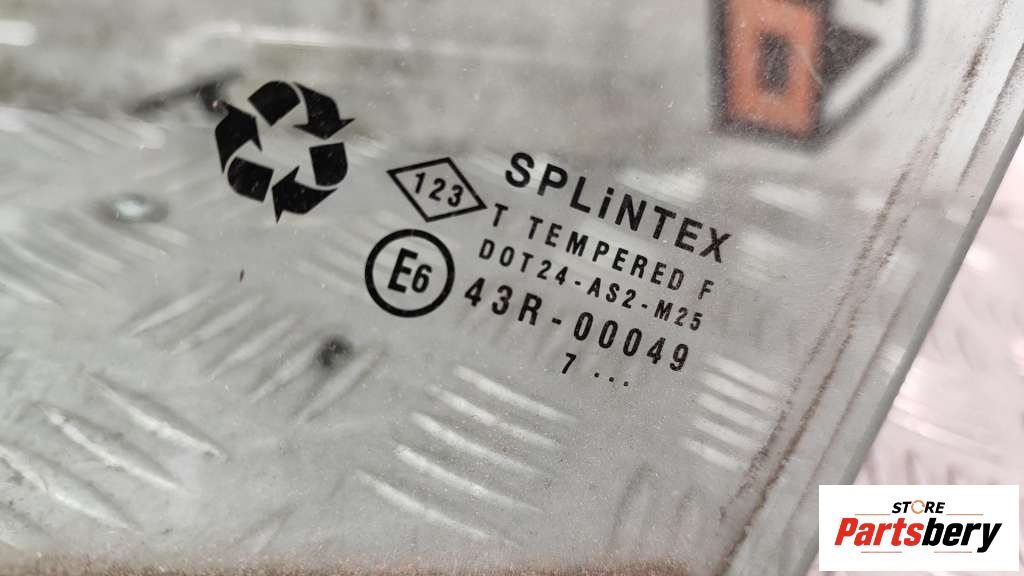 SPLiNTEX
123
T TEMPERED F
DOT24-AS2-M25
E6
43R-00049
7 ...
STORE
Partsbery